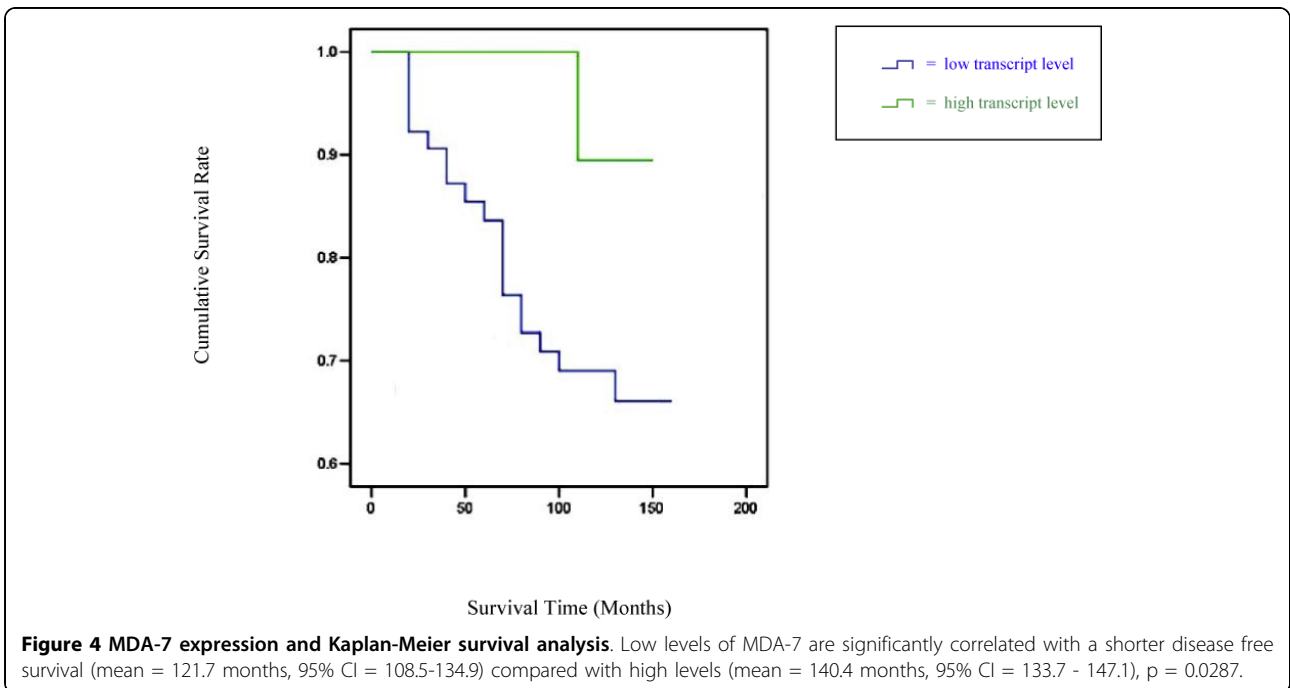 1.0
0.9
0.8
0.7
0.6
Cumulative Survival Rate
0 50 100 150 200
Survival Time (Months)
= low transcript level
= high transcript level
Figure 4 MDA-7 expression and Kaplan-Meier survival analysis. Low levels of MDA-7 are significantly correlated with a shorter disease free
survival (mean = 121.7 months, 95% CI = 108.5-134.9) compared with high levels (mean = 140.4 months, 95% CI = 133.7 - 147.1), p = 0.0287.